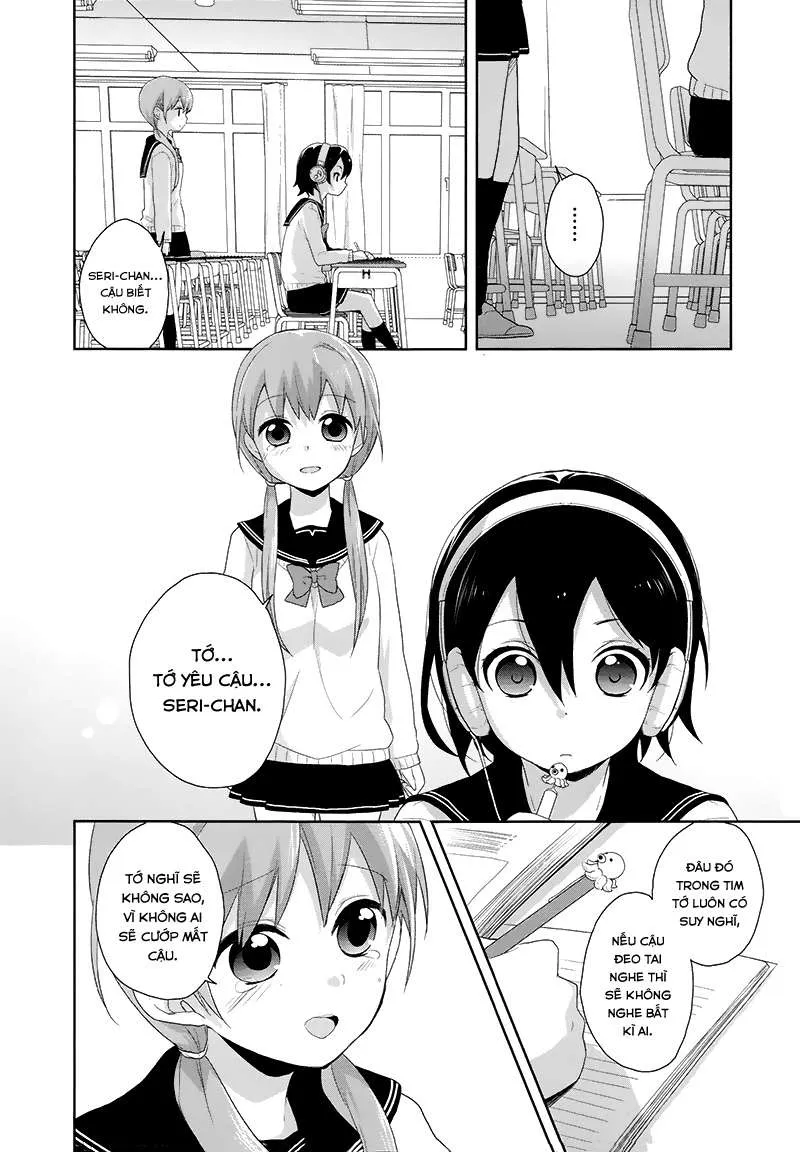 ......
SERI-CHAN...
CẬU BIẾT
KHÔNG.
TỚ...
TỚ YÊU CẬU...
SERI-CHAN.
ĐÂU ĐÓ
TRONG TIM
TỚ LUÔN CÓ
SUY NGHĨ,
NẾU CẬU
ĐEO TAI
NGHE THÌ
SẼ KHÔNG
NGHE BẤT
KÌ AI.
TỚ NGHĨ SẼ
KHÔNG SAO,
VÌ KHÔNG AI
SẼ CƯỚP MẤT
CẬU.